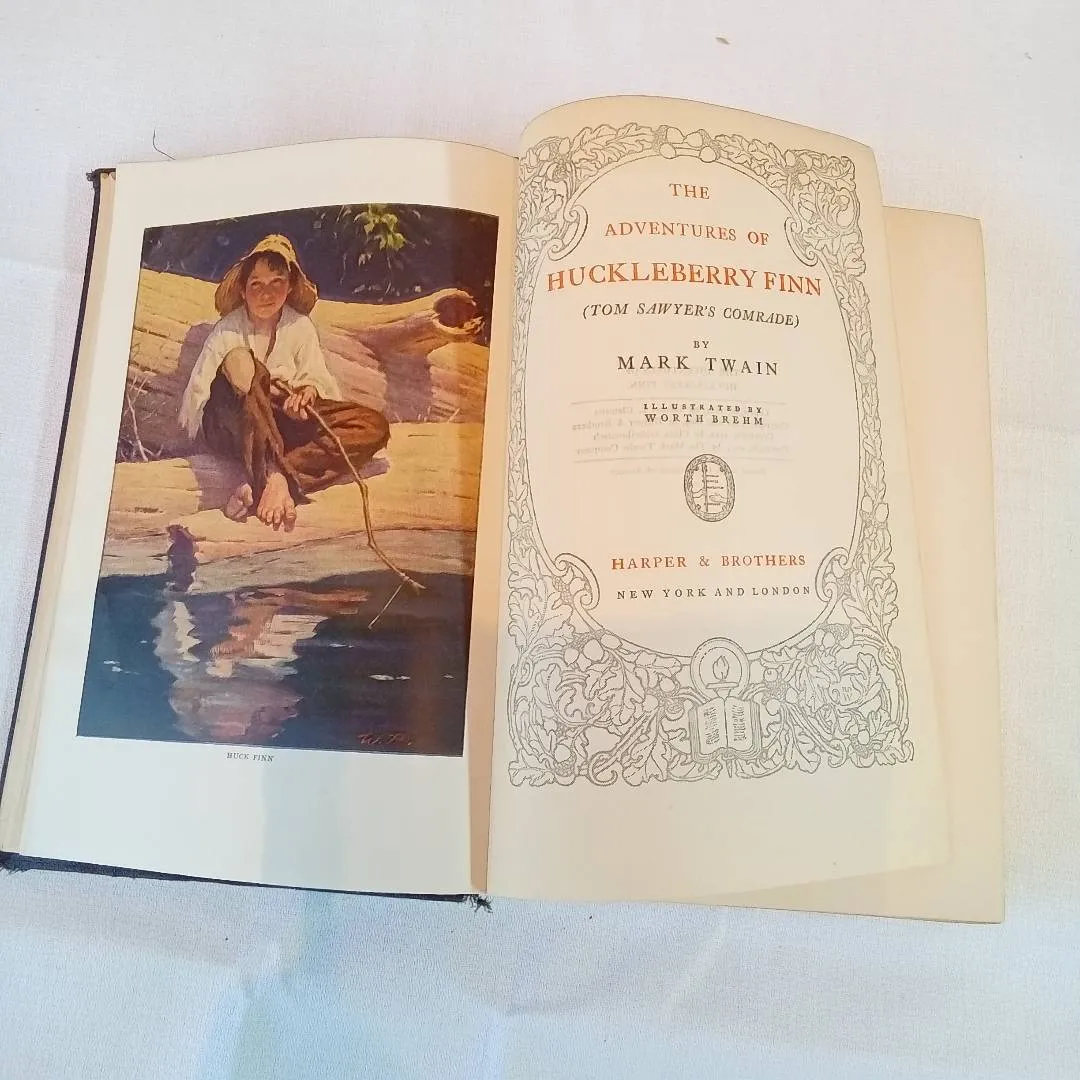 HUCK FINN
THE
ADVENTURES OF
HUCKLEBERRY FINN
(TOM SAWYER'S COMRADE)
BY
MARK TWAIN
ILLUSTRATED BY
WORTH BREHM
HARPER & BROTHERS
NEW YORK AND LONDON